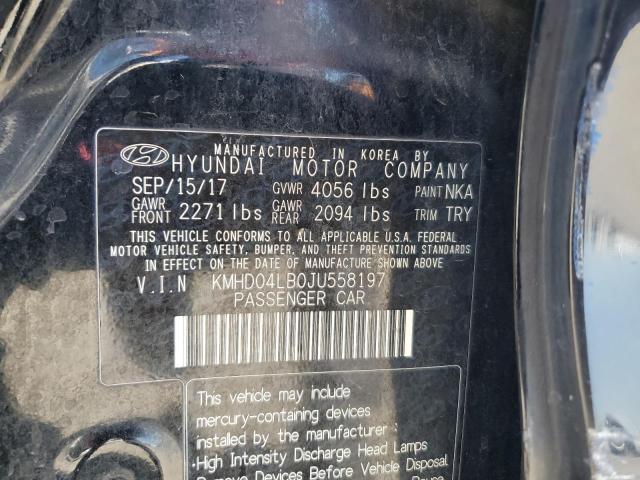 MANUFACTURED IN KOREA BY
HYUNDAI MOTOR COMPANY
SEP/15/17 GVWR 4056 lbs PAINT NKA
GAWR FRONT 2271 lbs GAWR REAR 2094 lbs TRIM TRY
THIS VEHICLE CONFORMS TO ALL APPLICABLE U.S.A. FEDERAL
MOTOR VEHICLE SAFETY, BUMPER, AND THEFT PREVENTION STANDARDS
IN EFFECT ON THE DATE OF MANUFACTURE SHOWN ABOVE
V.I.N KMHD04LB0JU558197
PASSENGER CAR
This vehicle may include
mercury-containing devices
installed by the manufacturer :
·High Intensity Discharge Head Lamps
Remove Devices Before Vehicle Disposal